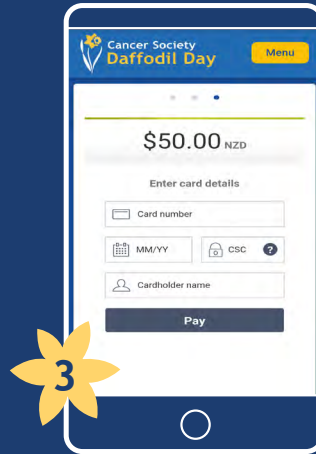 Cancer Society
Daffodil Day
Menu
$50.00 NZD
Enter card details
Card number
MM/YY
CSC
?
Cardholder name
Pay
3